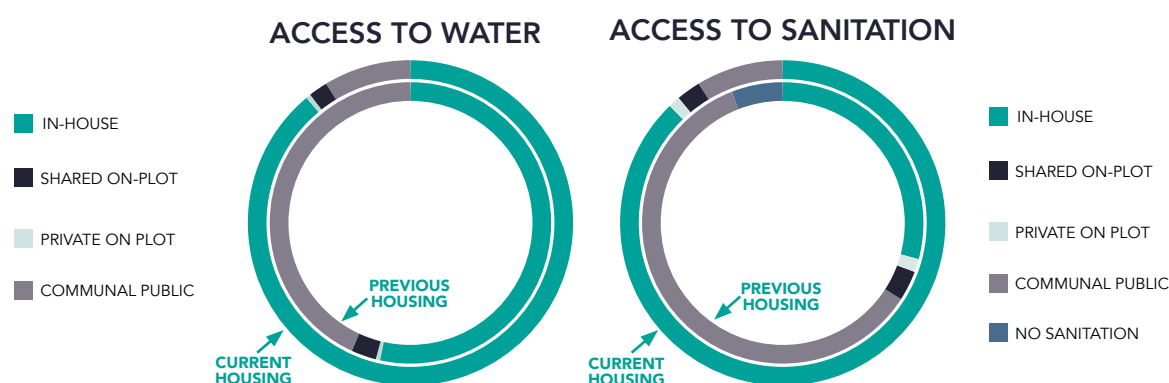 ACCESS TO WATER
IN-HOUSE
SHARED ON-PLOT
PRIVATE ON PLOT
COMMUNAL PUBLIC
PREVIOUS
HOUSING
CURRENT
HOUSING
ACCESS TO SANITATION
IN-HOUSE
SHARED ON-PLOT
PRIVATE ON PLOT
COMMUNAL PUBLIC
NO SANITATION
PREVIOUS
HOUSING
CURRENT
HOUSING